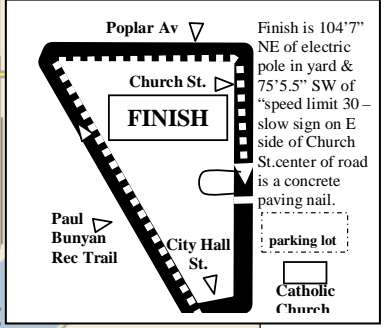 Poplar Av
Church St.
FINISH
Paul
Bunyan
Rec Trail
City Hall
St.
Finish is 104'7"
NE of electric
pole in yard &
75'5.5" SW of
"speed limit 30 –
slow sign on E
side of Church
St.center of road
is a concrete
paving nail.
parking lot
Catholic
Church